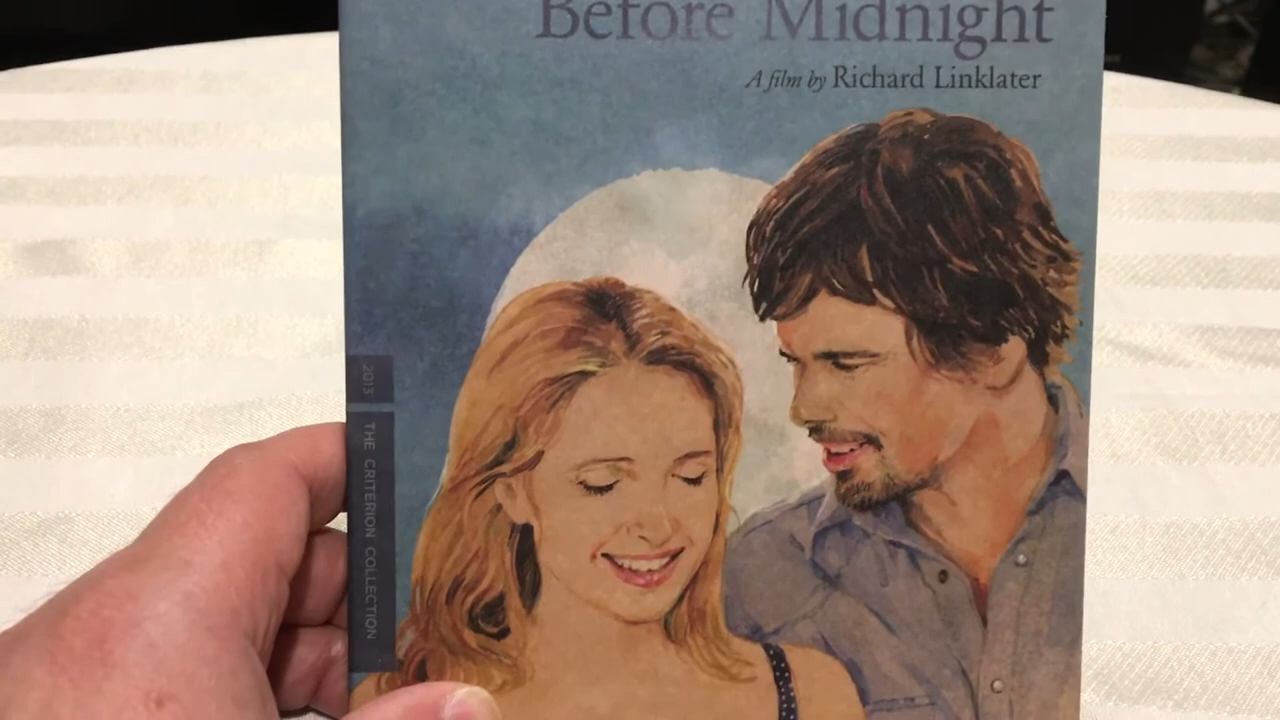 Before Midnight
A film by Richard Linklater
2013
THE CRITERION COLLECTION